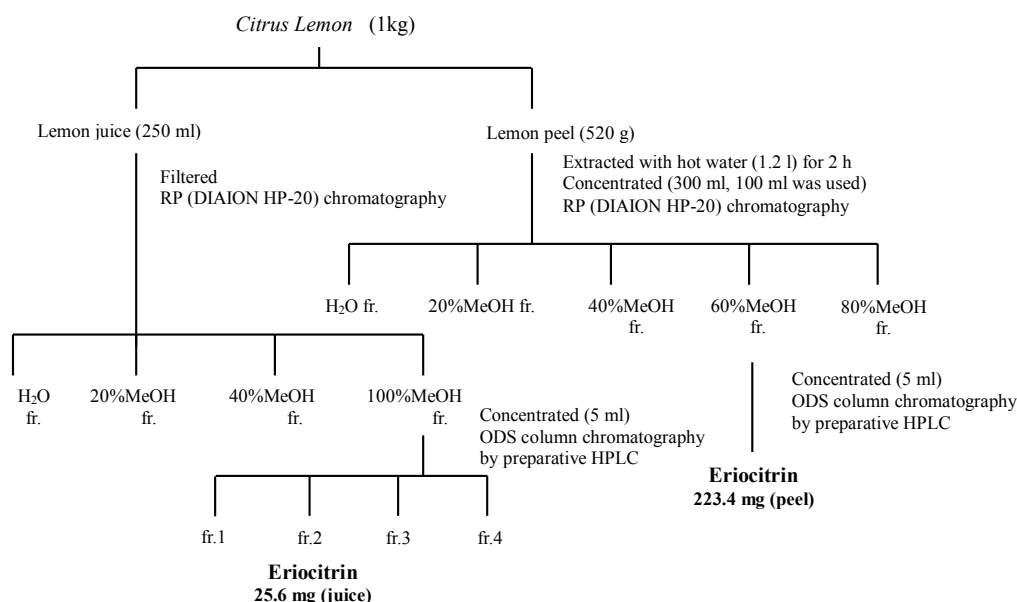 Citrus Lemon (1kg)
Lemon juice (250 ml)
Lemon peel (520 g)
Filtered
RP (DIAION HP-20) chromatography
Extracted with hot water (1.2 l) for 2 h
Concentrated (300 ml, 100 ml was used)
RP (DIAION HP-20) chromatography
H₂O fr.
20%MeOH fr.
40%MeOH
fr.
60%MeOH
fr.
80%MeOH
fr.
H₂O
fr.
20%MeOH
fr.
40%MeOH
fr.
100%MeOH
fr.
Concentrated (5 ml)
ODS column chromatography
by preparative HPLC
Concentrated (5 ml)
ODS column chromatography
by preparative HPLC
Eriocitrin
223.4 mg (peel)
fr.1
fr.2
fr.3
fr.4
Eriocitrin
25.6 mg (juice)